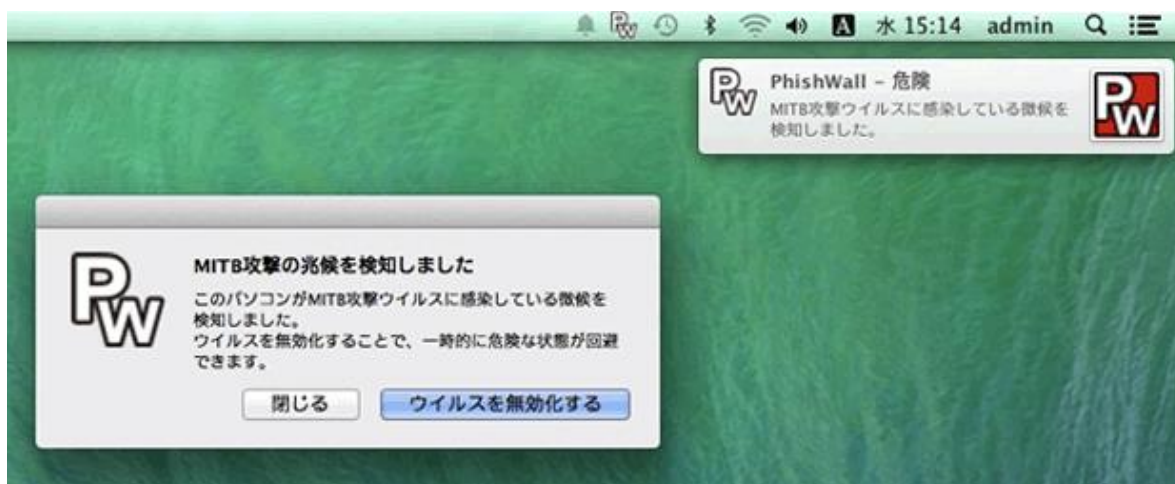 PW A 水 15:14 admin
PW
PhishWall – 危険
MITB攻撃ウイルスに感染している徴候を
検知しました。
PW
PW
MITB攻撃の兆候を検知しました
このパソコンがMITB攻撃ウイルスに感染している徴候を
検知しました。
ウイルスを無効化することで、一時的に危険な状態が回避
できます。
閉じる
ウイルスを無効化する